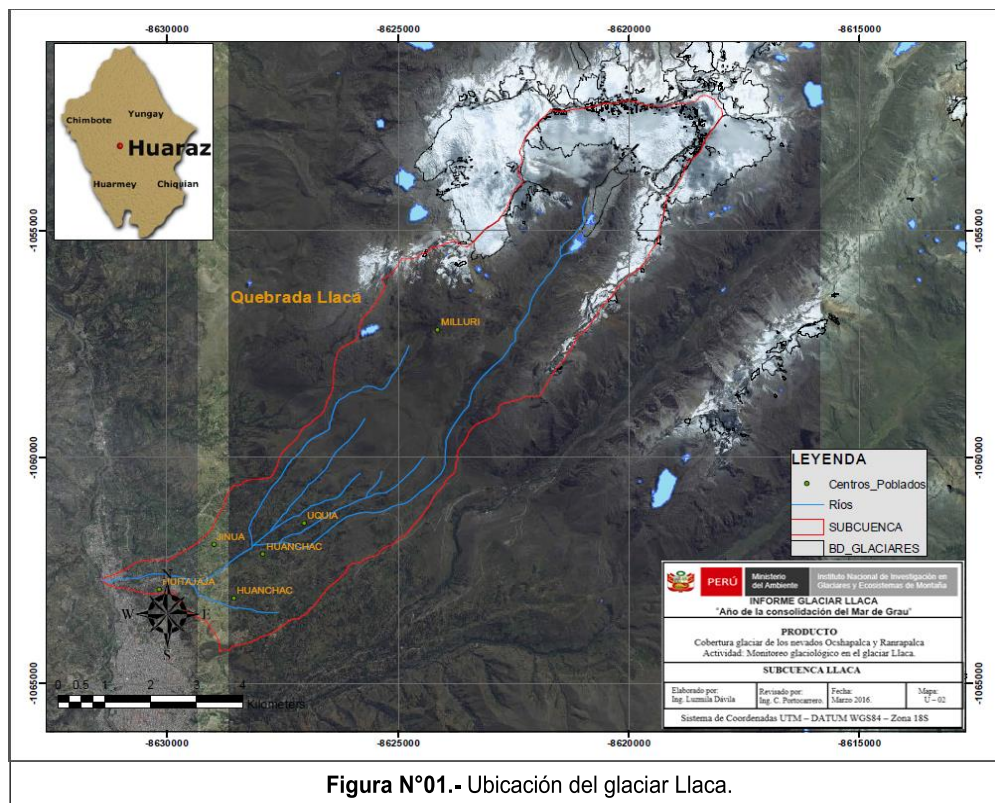 -8630000
-8625000
-8620000
-8615000
Chimbote
Yungay
Huaraz
Huarmey
Chiquian
-1055000
-1055000
Quebrada Llaca
MILLURI
-1060000
-1060000
LEYENDA
Centros_Poblados
Ríos
SUBCUENCA
BD_GLACIARES
UQUIA
JINUA
HUANCHAC
HUANCHAC
W
E
S
PERÚ
Ministerio
del Ambiente
Instituto Nacional de Investigación en
Glaciares y Ecosistemas de Montaña
INFORME GLACIAR LLACA
"Año de la consolidación del Mar de Grau"
PRODUCTO
Cobertura glaciar de los nevados Ocshapalca y Ranrapalca
Actividad: Monitoreo glaciológico en el glaciar Llaca.
SUBCUENCA LLACA
Elaborado por:
Ing. Luzmila Dávila
Revisado por:
Ing. C. Portocarrero.
Fecha:
Marzo 2016.
Mapa:
U – 02
Sistema de Coordenadas UTM – DATUM WGS84 – Zona 18S
-1065000
-1065000
0 0.5 1 2 3 4
Kilometers
-8630000
-8625000
-8620000
-8615000
Figura N°01.- Ubicación del glaciar Llaca.